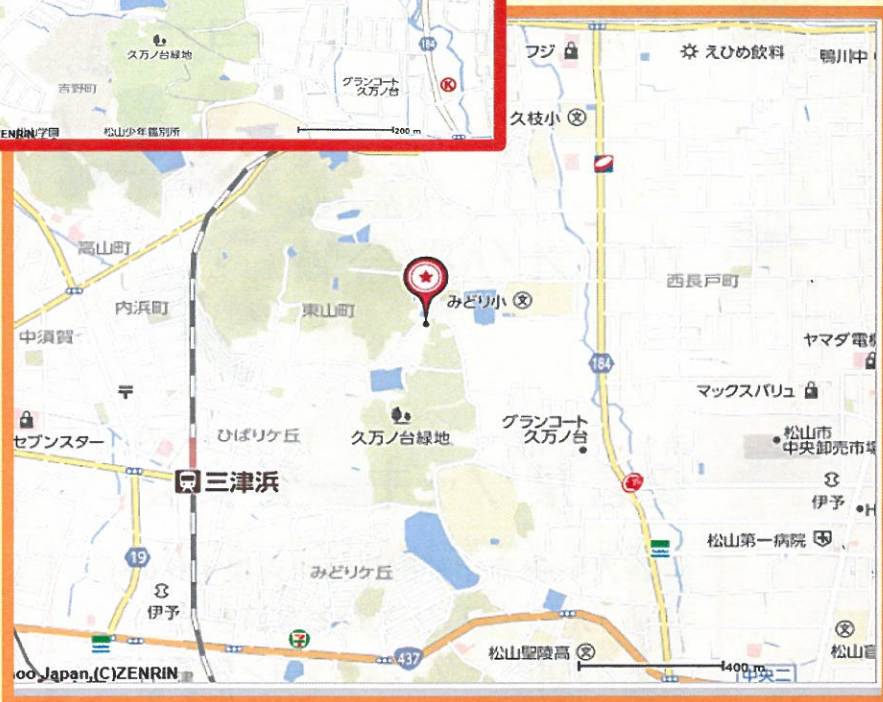 184
久万ノ台緑地
吉野町
グランコート
久万ノ台
松山少年鑑別所
200 m
フジ
えひめ飲料
鴨川中
久枝小
高山町
内浜町
東山町
みどり小
西長戸町
中須賀
ヤマダ電機
184
マックスバリュ
セブンスター
ひばりケ丘
久万ノ台緑地
グランコート
久万ノ台
松山市
中央卸売市場
三津浜
伊予
松山第一病院
19
みどりケ丘
伊予
437
松山聖陵高
400 m
中央二
oo Japan,(C)ZENRIN